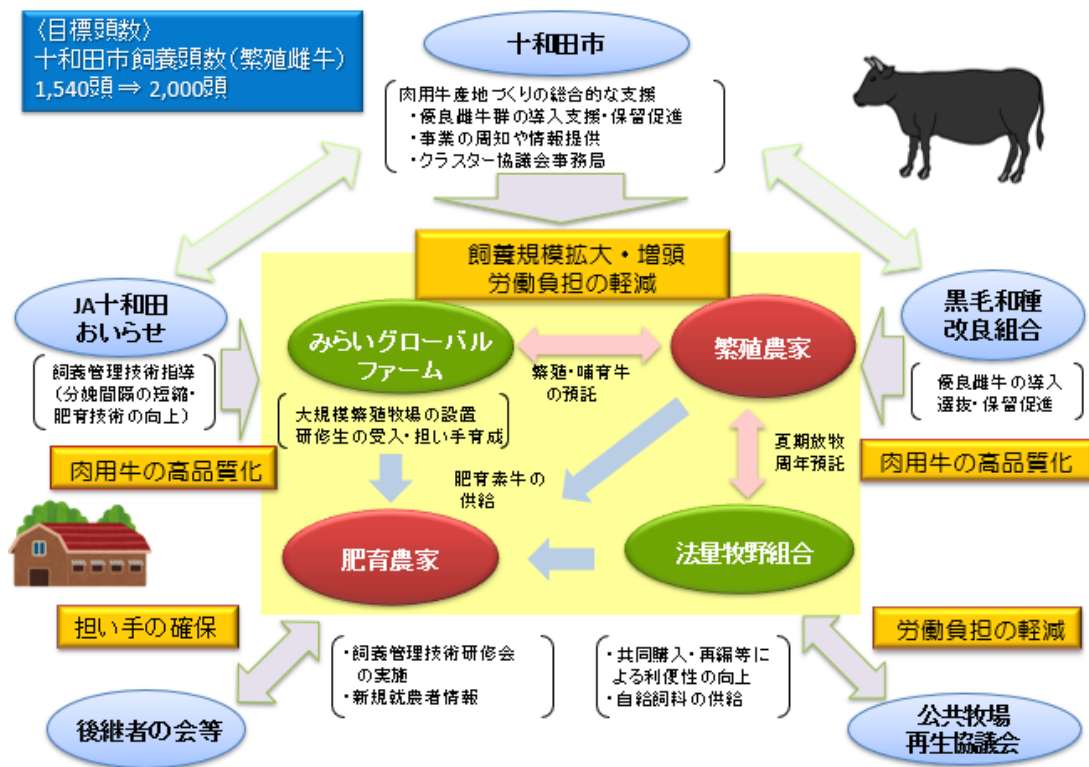 〈目標頭数〉
十和田市飼養頭数(繁殖雌牛)
1,540頭 ⇒ 2,000頭
十和田市
肉用牛産地づくりの総合的な支援
・優良雌牛群の導入支援・保留促進
・事業の周知や情報提供
・クラスター協議会事務局
飼養規模拡大・増頭
労働負担の軽減
JA十和田
おいらせ
飼養管理技術指導
(分娩間隔の短縮・
肥育技術の向上)
肉用牛の高品質化
みらいグローバル
ファーム
大規模繁殖牧場の設置
研修生の受入・担い手育成
繁殖・哺育牛
の預託
繁殖農家
黒毛和種
改良組合
優良雌牛の導入
選抜・保留促進
肉用牛の高品質化
夏期放牧
周年預託
肥育素牛の
供給
肥育農家
法量牧野組合
担い手の確保
労働負担の軽減
・飼養管理技術研修会
の実施
・新規就農者情報
・共同購入・再編等に
よる利便性の向上
・自給飼料の供給
後継者の会等
公共牧場
再生協議会